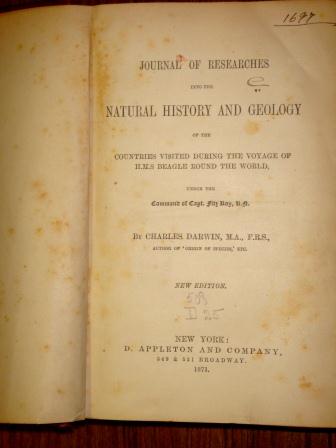 1697
JOURNAL OF RESEARCHES
INTO THE
NATURAL HISTORY AND GEOLOGY
OF THE
COUNTRIES VISITED DURING THE VOYAGE OF
H.M.S BEAGLE ROUND THE WORLD,
UNDER THE
Command of Capt. Fitz Roy, R.N.
BY CHARLES DARWIN, M.A., F.R.S.,
AUTHOR OF 'ORIGIN OF SPECIES,' ETC.
NEW EDITION.
D 25
NEW YORK:
D. APPLETON AND COMPANY,
549 & 551 BROADWAY.
1873.